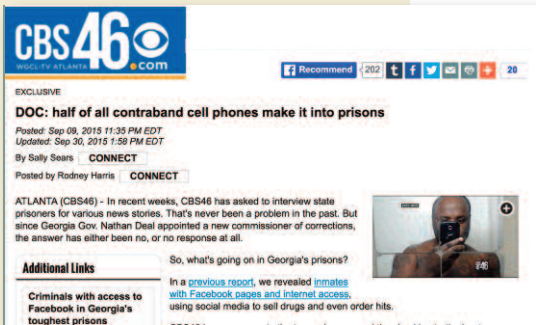 CBS46
WGCL-TV ATLANTA .com
Recommend 202 20
EXCLUSIVE
DOC: half of all contraband cell phones make it into prisons
Posted: Sep 09, 2015 11:35 PM EDT
Updated: Sep 30, 2015 1:58 PM EDT
By Sally Sears CONNECT
Posted by Rodney Harris CONNECT
ATLANTA (CBS46) - In recent weeks, CBS46 has asked to interview state
prisoners for various news stories. That's never been a problem in the past. But
since Georgia Gov. Nathan Deal appointed a new commissioner of corrections,
the answer has either been no, or no response at all.
Additional Links
Criminals with access to
Facebook in Georgia's
toughest prisons
So, what's going on in Georgia's prisons?
In a previous report, we revealed inmates
with Facebook pages and internet access,
using social media to sell drugs and even order hits.